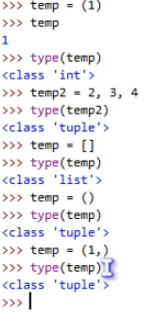 >>> temp = (1)
>>> temp
1
>>> type(temp)
<class 'int'>
>>> temp2 = 2, 3, 4
>>> type(temp2)
<class 'tuple'>
>>> temp = []
>>> type(temp)
<class 'list'>
>>> temp = ()
>>> type(temp)
<class 'tuple'>
>>> temp = (1,)
>>> type(temp)
<class 'tuple'>
>>>